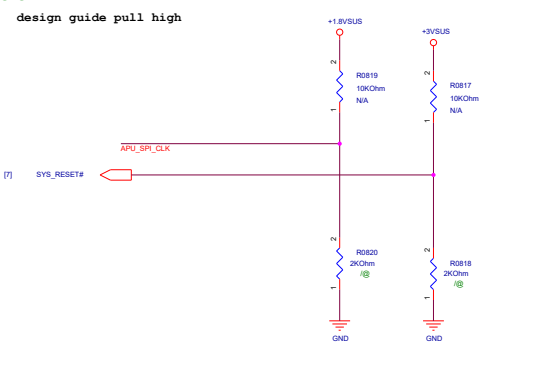 design guide pull high
+1.8VSUS
+3VSUS
2
R0819
10KOhm
N/A
1
2
R0817
10KOhm
N/A
1
APU_SPI_CLK
[7] SYS_RESET#
2
R0820
2KOhm
/@
1
2
R0818
2KOhm
/@
1
GND
GND